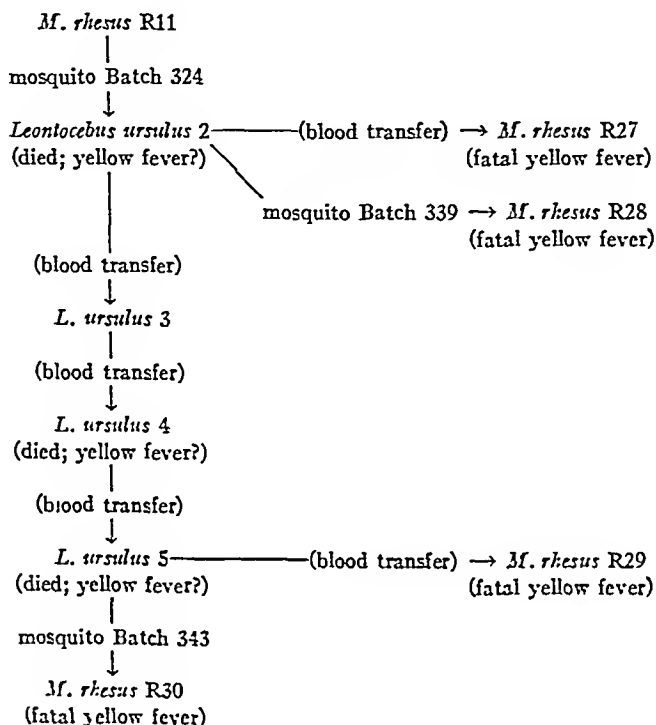 M. rhesus R11
mosquito Batch 324
Leontocebus ursulus 2 (blood transfer) → M. rhesus R27
(died; yellow fever?) (fatal yellow fever)
mosquito Batch 339 → M. rhesus R28
(fatal yellow fever)
(blood transfer)
L. ursulus 3
(blood transfer)
L. ursulus 4
(died; yellow fever?)
(blood transfer)
L. ursulus 5 (blood transfer) → M. rhesus R29
(died; yellow fever?) (fatal yellow fever)
mosquito Batch 343
M. rhesus R30
(fatal yellow fever)